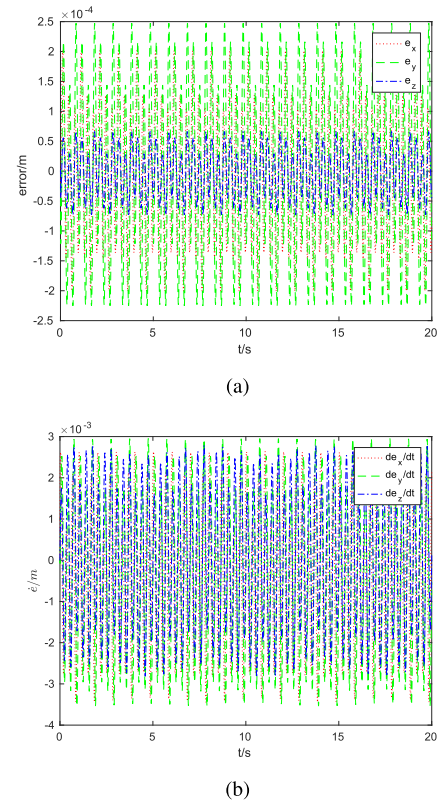 ×10⁻⁴
2.5
2
1.5
1
0.5
0
-0.5
-1
-1.5
-2
-2.5
error/m
e_x
e_y
e_z
0 5 10 15 20
t/s
(a)
×10⁻³
3
2
1
0
-1
-2
-3
-4
ė/m
de_x/dt
de_y/dt
de_z/dt
0 5 10 15 20
t/s
(b)